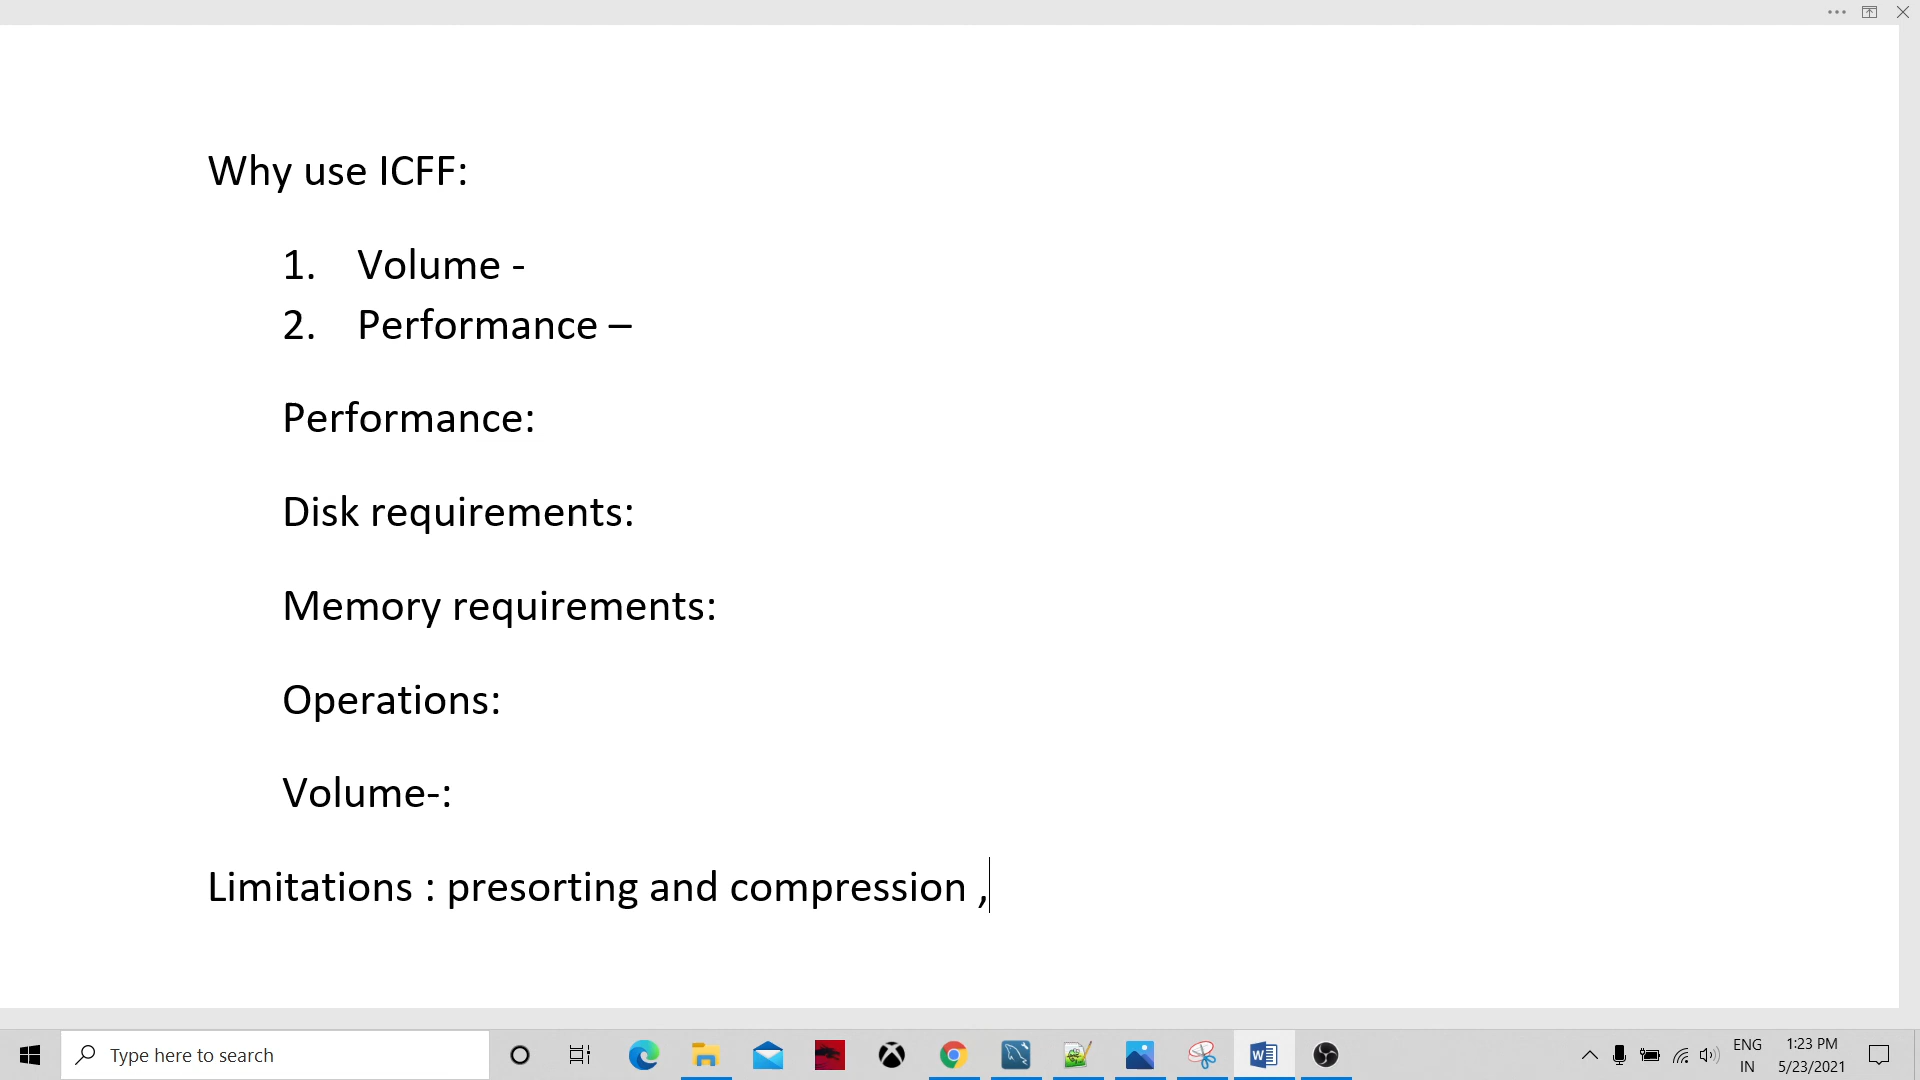 Why use ICFF:
1. Volume -
2. Performance –
Performance:
Disk requirements:
Memory requirements:
Operations:
Volume-:
Limitations : presorting and compression ,
Type here to search
ENG
IN
1:23 PM
5/23/2021